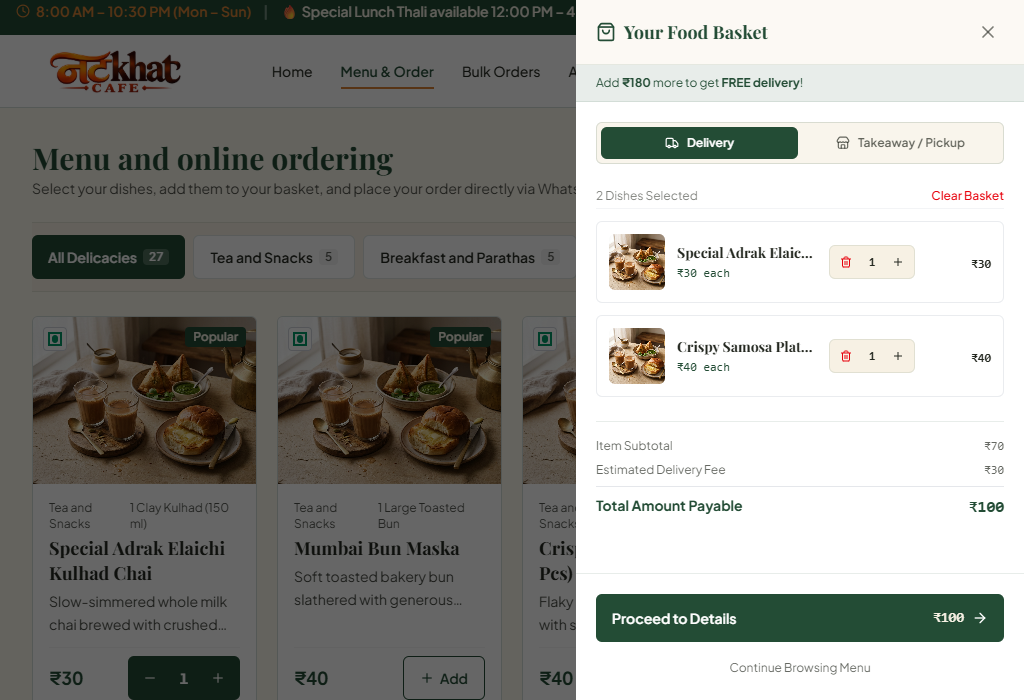 8:00 AM – 10:30 PM (Mon – Sun) | 🔥 Special Lunch Thali available 12:00 PM – 4
नटkhat
CAFE
Home Menu & Order Bulk Orders A
Menu and online ordering
Select your dishes, add them to your basket, and place your order directly via Whats
All Delicacies 27 Tea and Snacks 5 Breakfast and Parathas 5
Popular Popular
Tea and Snacks 1 Clay Kulhad (150 ml)
Special Adrak Elaichi
Kulhad Chai
Slow-simmered whole milk
chai brewed with crushed...
₹30 − 1 +
Tea and Snacks 1 Large Toasted Bun
Mumbai Bun Maska
Soft toasted bakery bun
slathered with generous...
₹40 + Add
Tea and Snacks
Cris
Pcs)
Flaky
with s
₹40
Your Food Basket
Add ₹180 more to get FREE delivery!
Delivery Takeaway / Pickup
2 Dishes Selected Clear Basket
Special Adrak Elaic... 1 + ₹30
₹30 each
Crispy Samosa Plat... 1 + ₹40
₹40 each
Item Subtotal ₹70
Estimated Delivery Fee ₹30
Total Amount Payable ₹100
Proceed to Details ₹100 →
Continue Browsing Menu